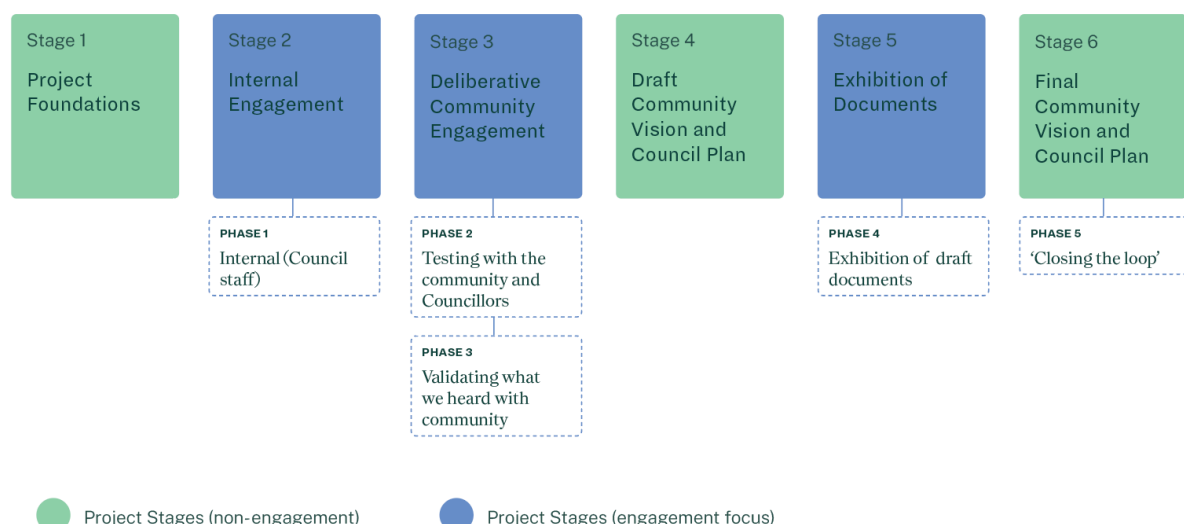 Stage 1
Project
Foundations
Stage 2
Internal
Engagement
Stage 3
Deliberative
Community
Engagement
Stage 4
Draft
Community
Vision and
Council Plan
Stage 5
Exhibition of
Documents
Stage 6
Final
Community
Vision and
Council Plan
PHASE 1
Internal (Council
staff)
PHASE 2
Testing with the
community and
Councillors
PHASE 3
Validating what
we heard with
community
PHASE 4
Exhibition of draft
documents
PHASE 5
‘Closing the loop’
Project Stages (non-engagement)
Project Stages (engagement focus)